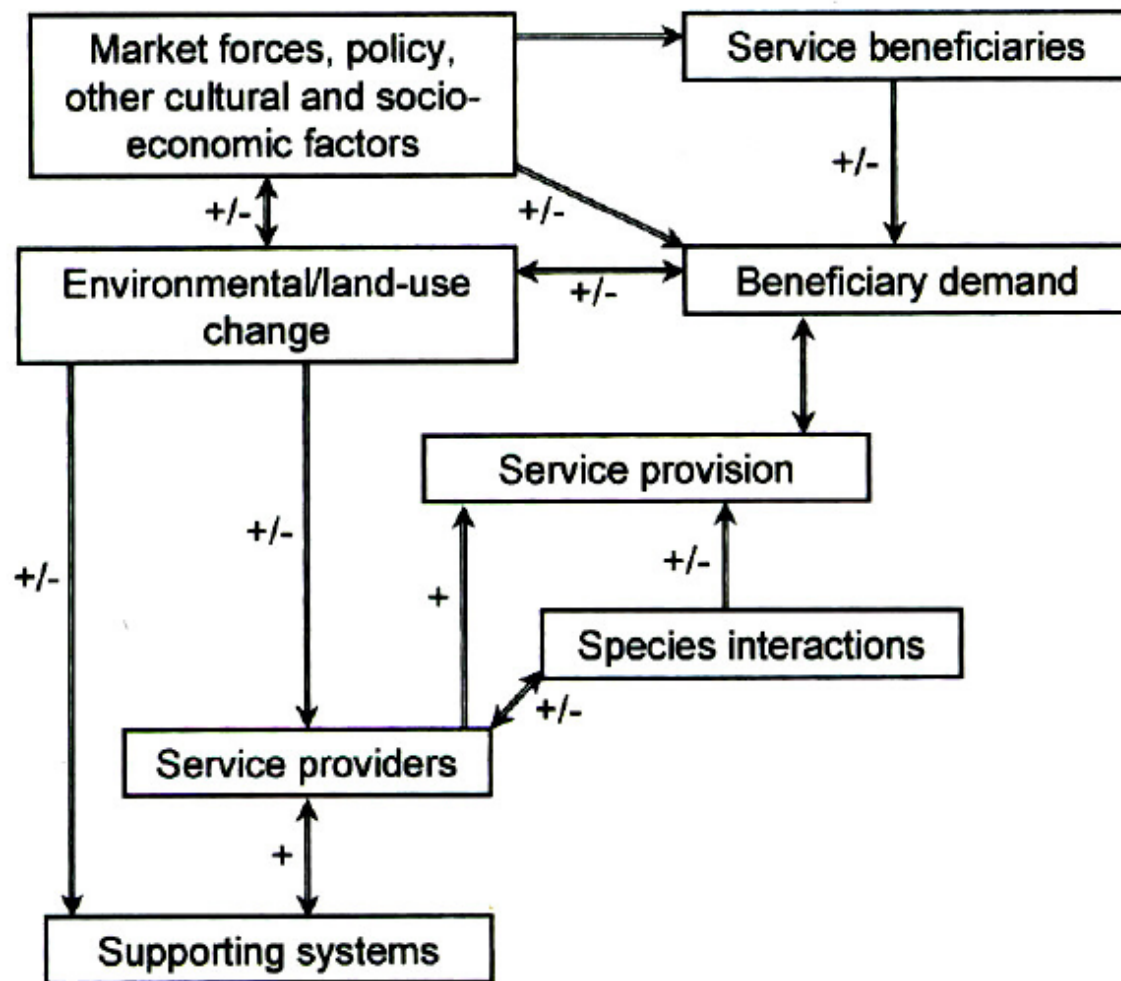 Market forces, policy,
other cultural and socio-
economic factors
Service beneficiaries
+/-
+/-
+/-
Environmental/land-use
change
+/-
Beneficiary demand
Service provision
+/-
+/-
+
+/-
Species interactions
+/-
Service providers
+
Supporting systems